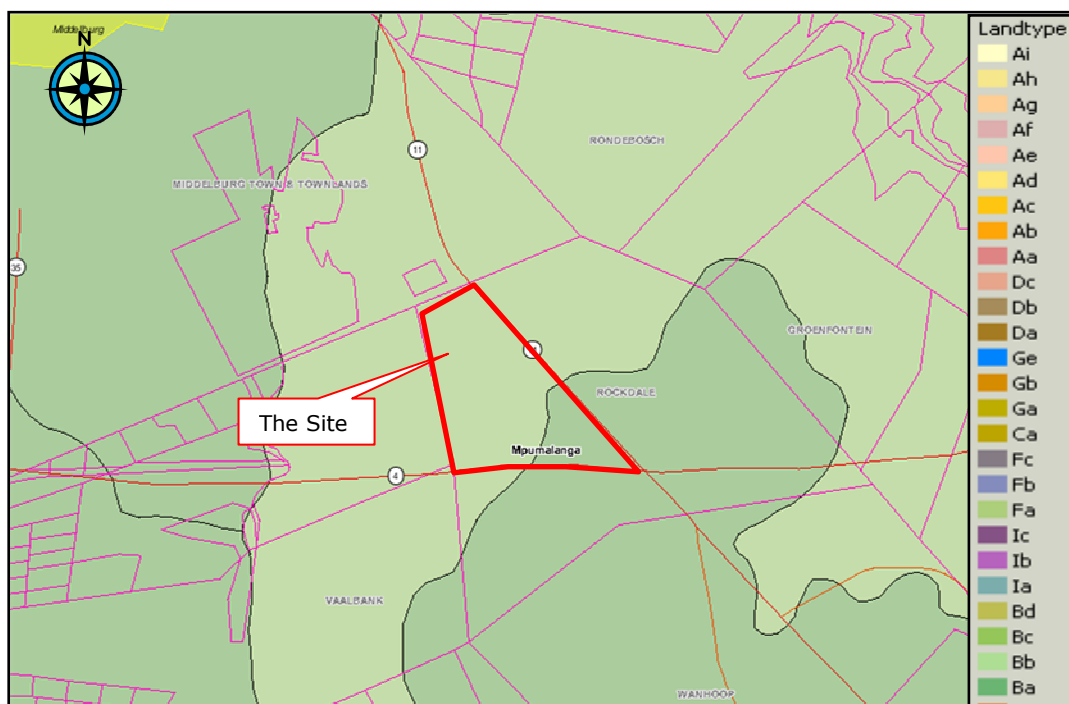 Middelburg
N
11
RONDEBOSCH
MIDDELBURG TOWN & TOWNLANDS
35
GROENFONTEIN
ROCKDALE
The Site
Mpumalanga
4
VAALBANK
WANHOOP
Landtype
Ai
Ah
Ag
Af
Ae
Ad
Ac
Ab
Aa
Dc
Db
Da
Ge
Gb
Ga
Ca
Fc
Fb
Fa
Ic
Ib
Ia
Bd
Bc
Bb
Ba